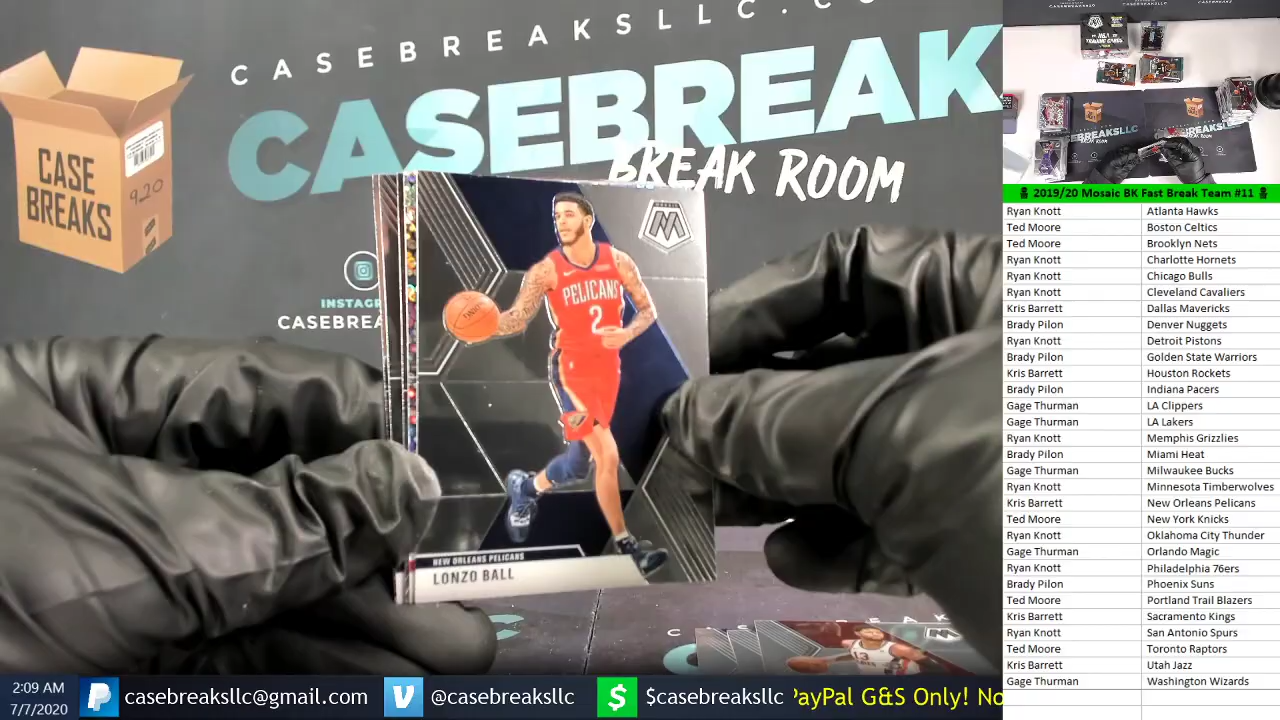 CASEBREAKSLLC.CO
CASEBREAK
BREAK ROOM
CASE
BREAKS
920
INSTAGR
CASEBREA
MOSAIC
PELICANS
2
NEW ORLEANS PELICANS
LONZO BALL
13
2:09 AM
7/7/2020
casebreaksllc@gmail.com
@casebreaksllc
$casebreaksllc
PayPal G&S Only! No
2019/20 Mosaic BK Fast Break Team #11
Ryan Knott Atlanta Hawks
Ted Moore Boston Celtics
Ted Moore Brooklyn Nets
Ryan Knott Charlotte Hornets
Ryan Knott Chicago Bulls
Ryan Knott Cleveland Cavaliers
Kris Barrett Dallas Mavericks
Brady Pilon Denver Nuggets
Ryan Knott Detroit Pistons
Brady Pilon Golden State Warriors
Kris Barrett Houston Rockets
Brady Pilon Indiana Pacers
Gage Thurman LA Clippers
Gage Thurman LA Lakers
Ryan Knott Memphis Grizzlies
Brady Pilon Miami Heat
Gage Thurman Milwaukee Bucks
Ryan Knott Minnesota Timberwolves
Kris Barrett New Orleans Pelicans
Ted Moore New York Knicks
Ryan Knott Oklahoma City Thunder
Gage Thurman Orlando Magic
Ryan Knott Philadelphia 76ers
Brady Pilon Phoenix Suns
Ted Moore Portland Trail Blazers
Kris Barrett Sacramento Kings
Ryan Knott San Antonio Spurs
Ted Moore Toronto Raptors
Kris Barrett Utah Jazz
Gage Thurman Washington Wizards